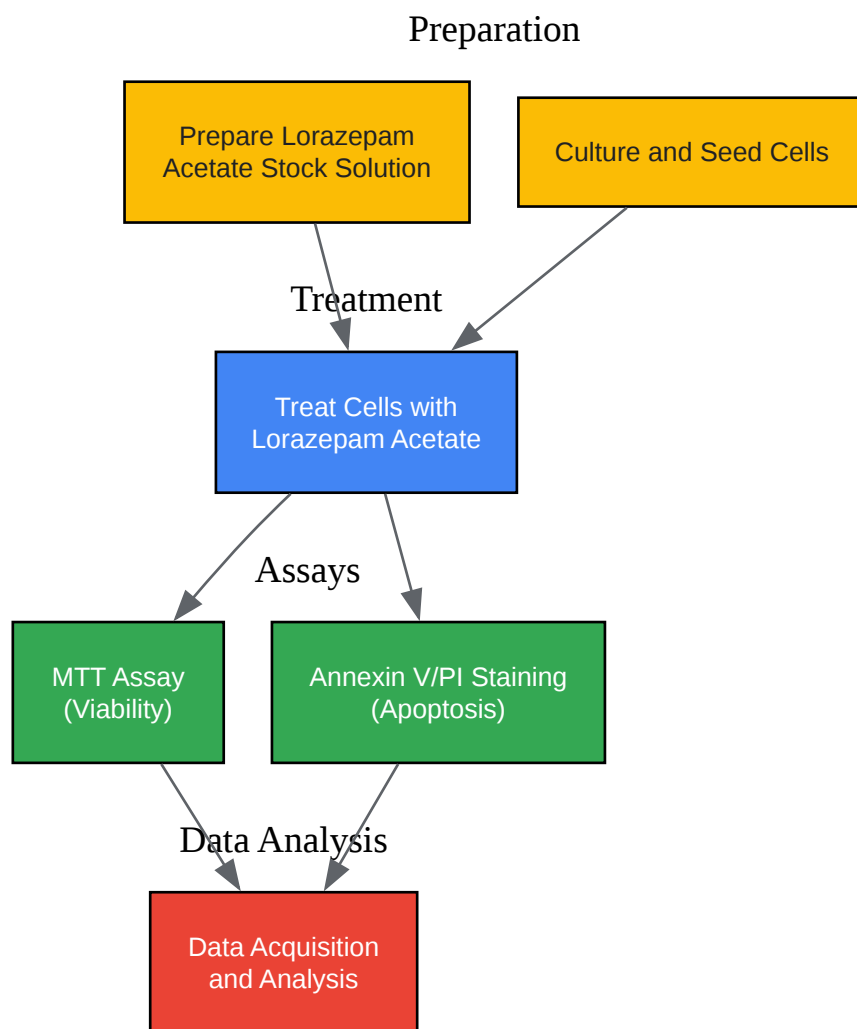 Preparation
Prepare Lorazepam
Acetate Stock Solution
Culture and Seed Cells
Treatment
Treat Cells with
Lorazepam Acetate
Assays
MTT Assay
(Viability)
Annexin V/PI Staining
(Apoptosis)
Data Analysis
Data Acquisition
and Analysis